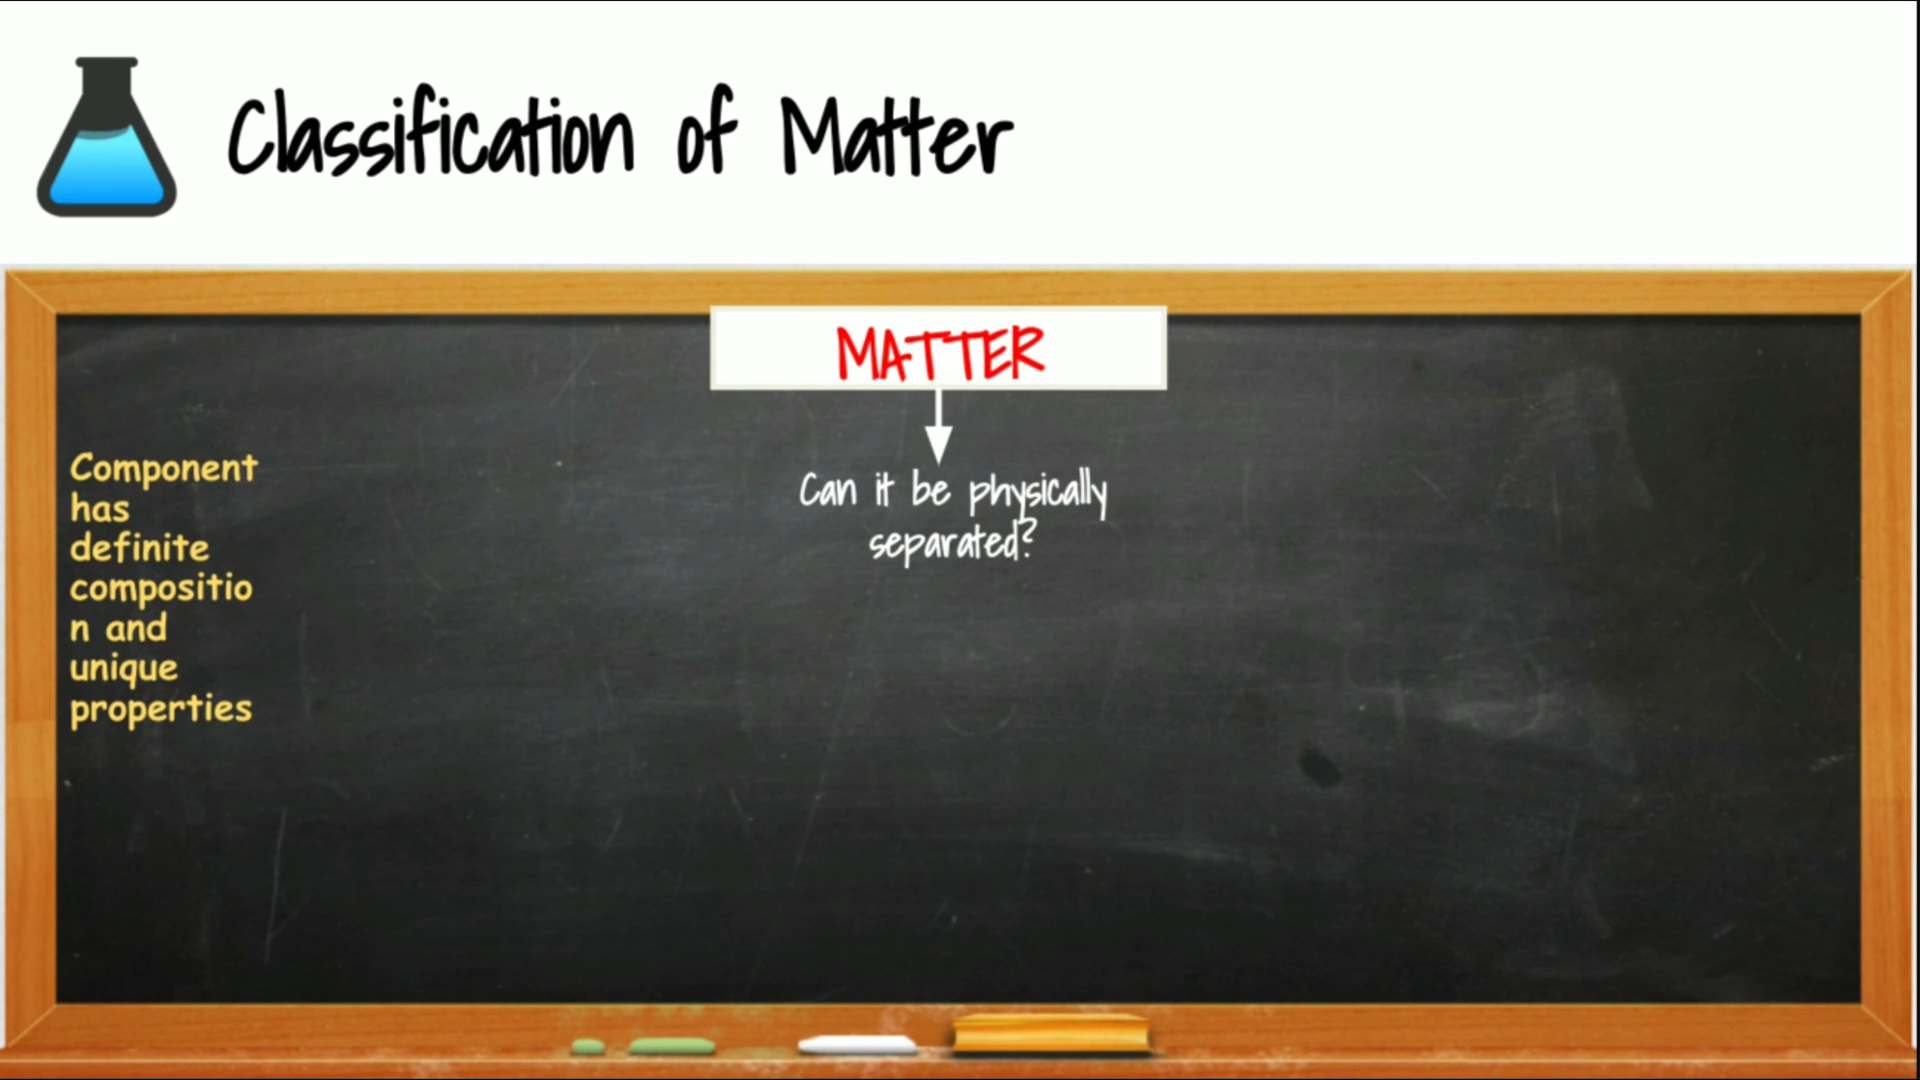 Classification of Matter
MATTER
Can it be physically
separated?
Component
has
definite
compositio
n and
unique
properties